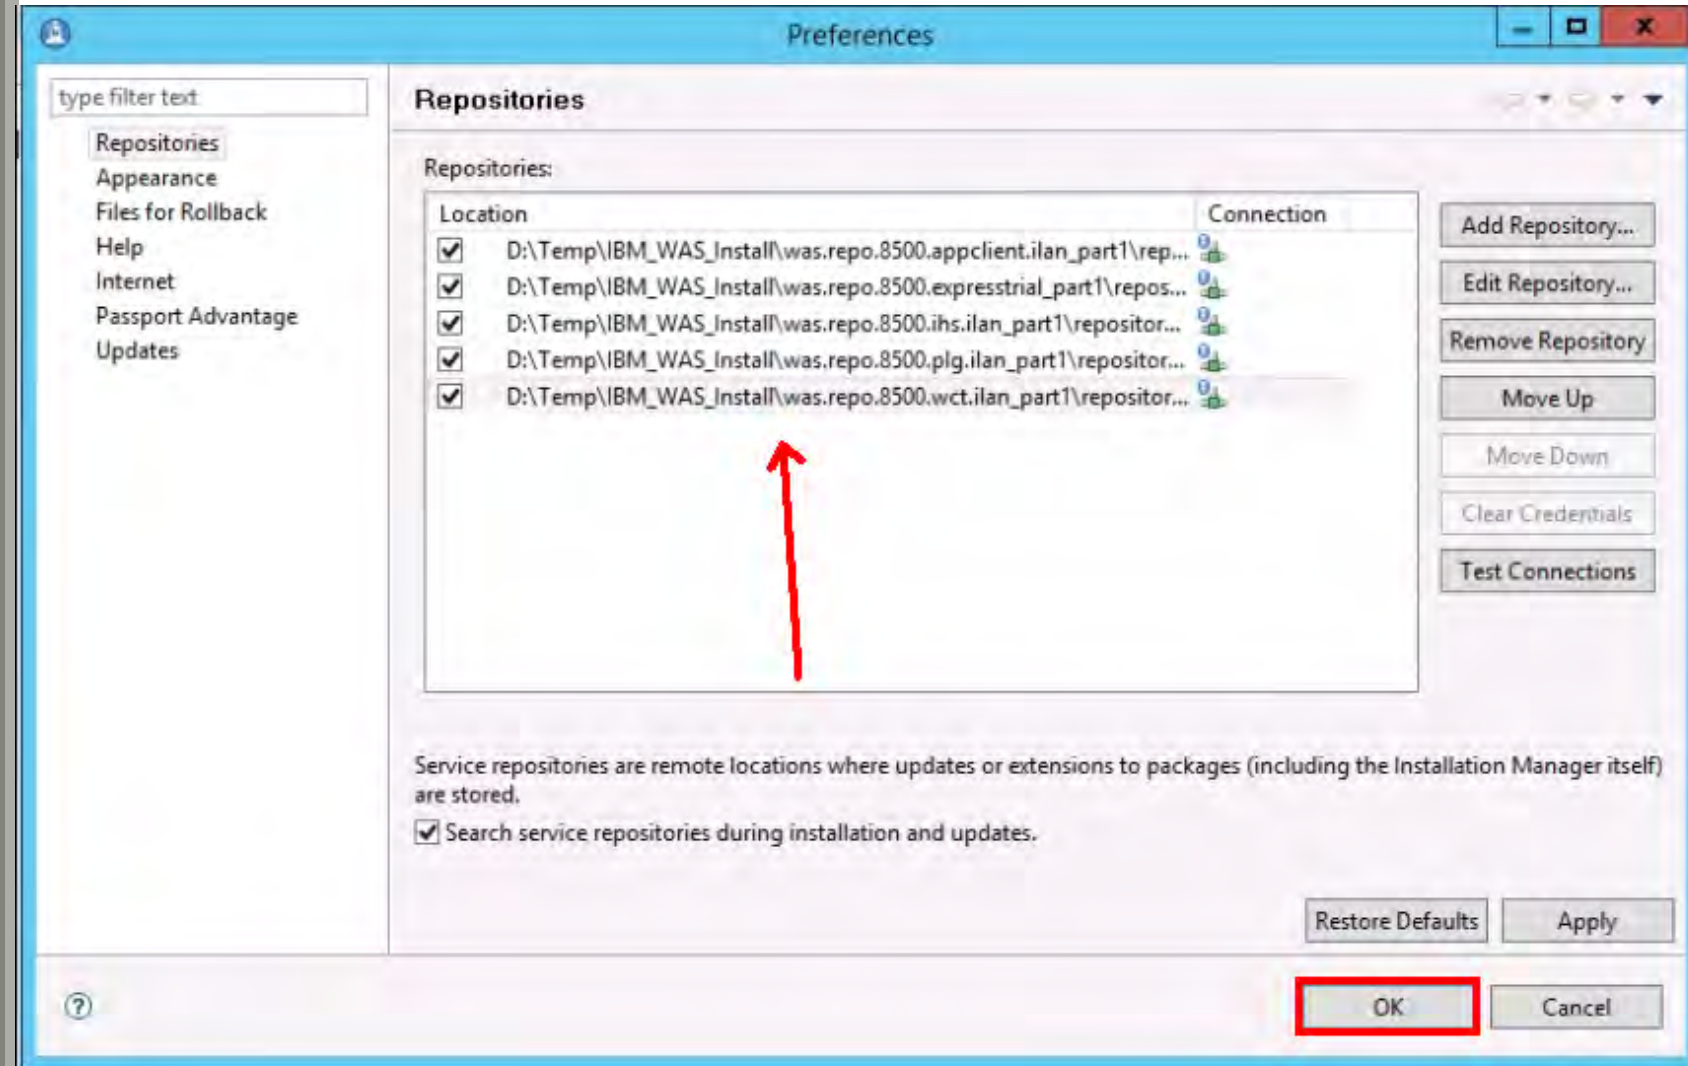 Preferences
type filter text
Repositories
Appearance
Files for Rollback
Help
Internet
Passport Advantage
Updates
Repositories
Repositories:
Location Connection
D:\Temp\IBM_WAS_Install\was.repo.8500.appclient.ilan_part1\rep...
D:\Temp\IBM_WAS_Install\was.repo.8500.expresstrial_part1\repos...
D:\Temp\IBM_WAS_Install\was.repo.8500.ihs.ilan_part1\repositor...
D:\Temp\IBM_WAS_Install\was.repo.8500.plg.ilan_part1\repositor...
D:\Temp\IBM_WAS_Install\was.repo.8500.wct.ilan_part1\repositor...
Add Repository...
Edit Repository...
Remove Repository
Move Up
Move Down
Clear Credentials
Test Connections
Service repositories are remote locations where updates or extensions to packages (including the Installation Manager itself)
are stored.
Search service repositories during installation and updates.
Restore Defaults Apply
OK Cancel